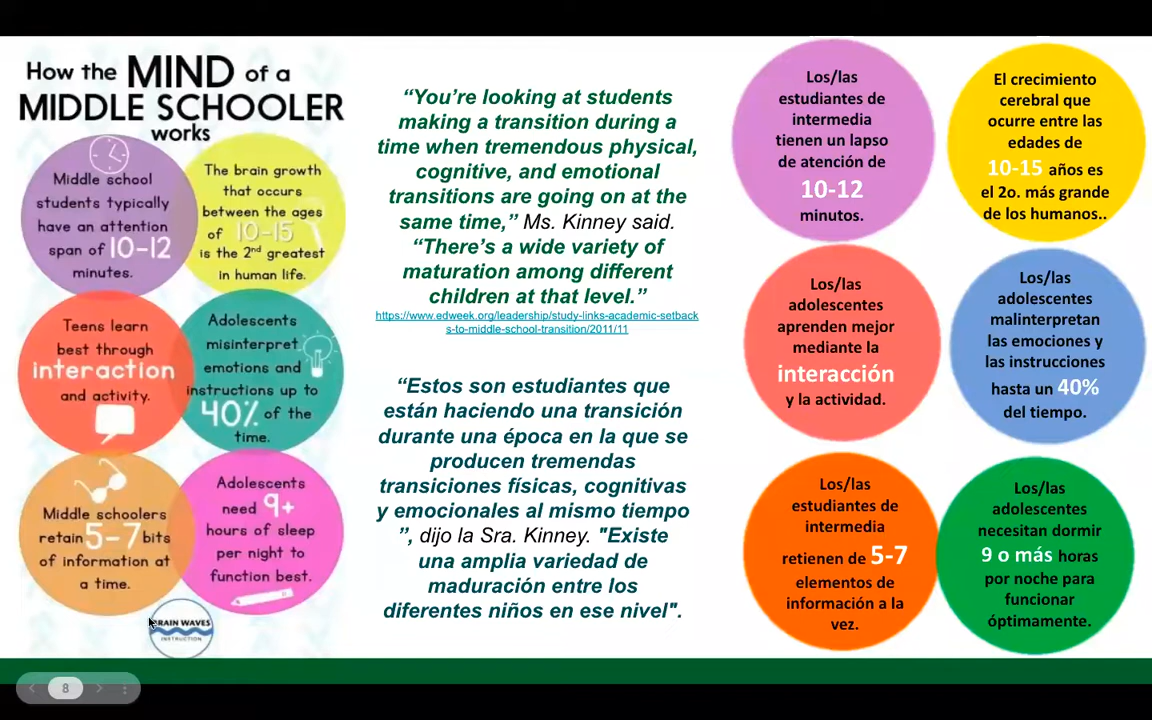 How the MIND of a
MIDDLE SCHOOLER
works
Middle school
students typically
have an attention
span of 10-12
minutes.
The brain growth
that occurs
between the ages
of 10-15
is the 2nd greatest
in human life.
Teens learn
best through
interaction
and activity.
Adolescents
misinterpret
emotions and
instructions up to
40% of the
time.
Middle schoolers
retain 5-7 bits
of information at
a time.
Adolescents
need 9+
hours of sleep
per night to
function best.
BRAIN WAVES
INSTRUCTION
“You’re looking at students
making a transition during a
time when tremendous physical,
cognitive, and emotional
transitions are going on at the
same time,” Ms. Kinney said.
“There’s a wide variety of
maturation among different
children at that level.”
https://www.edweek.org/leadership/study-links-academic-setback
s-to-middle-school-transition/2011/11
“Estos son estudiantes que
están haciendo una transición
durante una época en la que se
producen tremendas
transiciones físicas, cognitivas
y emocionales al mismo tiempo
”, dijo la Sra. Kinney. "Existe
una amplia variedad de
maduración entre los
diferentes niños en ese nivel".
Los/las
estudiantes de
intermedia
tienen un lapso
de atención de
10-12
minutos.
El crecimiento
cerebral que
ocurre entre las
edades de
10-15 años es
el 2o. más grande
de los humanos..
Los/las
adolescentes
aprenden mejor
mediante la
interacción
y la actividad.
Los/las
adolescentes
malinterpretan
las emociones y
las instrucciones
hasta un 40%
del tiempo.
Los/las
estudiantes de
intermedia
retienen de 5-7
elementos de
información a la
vez.
Los/las
adolescentes
necesitan dormir
9 o más horas
por noche para
funcionar
óptimamente.
8